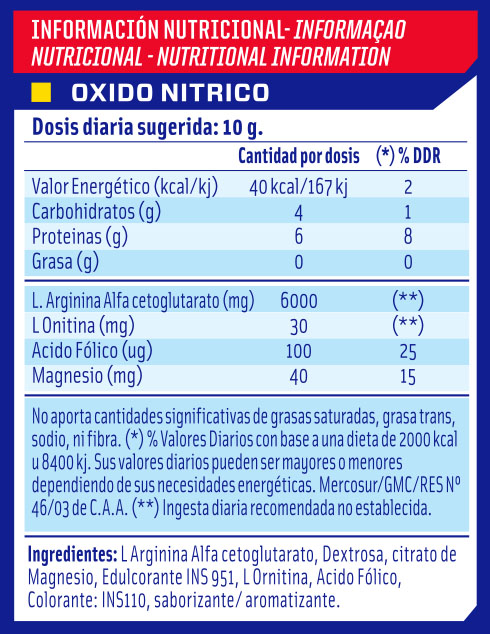 INFORMACIÓN NUTRICIONAL- INFORMAÇAO
NUTRICIONAL - NUTRITIONAL INFORMATION
OXIDO NITRICO
Dosis diaria sugerida: 10 g.
Cantidad por dosis (*) % DDR
Valor Energético (kcal/kj) 40 kcal/167 kj 2
Carbohidratos (g) 4 1
Proteinas (g) 6 8
Grasa (g) 0 0
L. Arginina Alfa cetoglutarato (mg) 6000 (**)
L Onitina (mg) 30 (**)
Acido Fólico (ug) 100 25
Magnesio (mg) 40 15
No aporta cantidades significativas de grasas saturadas, grasa trans,
sodio, ni fibra. (*) % Valores Diarios con base a una dieta de 2000 kcal
u 8400 kj. Sus valores diarios pueden ser mayores o menores
dependiendo de sus necesidades energéticas. Mercosur/GMC/RES Nº
46/03 de C.A.A. (**) Ingesta diaria recomendada no establecida.
Ingredientes: L Arginina Alfa cetoglutarato, Dextrosa, citrato de
Magnesio, Edulcorante INS 951, L Ornitina, Acido Fólico,
Colorante: INS110, saborizante/ aromatizante.